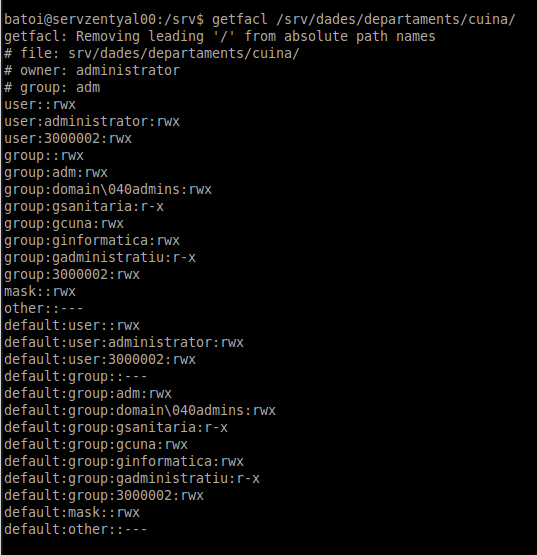 batoi@servzentyal00:/srv$ getfacl /srv/dades/departaments/cuina/
getfacl: Removing leading '/' from absolute path names
# file: srv/dades/departaments/cuina/
# owner: administrator
# group: adm
user::rwx
user:administrator:rwx
user:3000002:rwx
group::rwx
group:adm:rwx
group:domain\040admins:rwx
group:gsanitaria:r-x
group:gcuna:rwx
group:ginformatica:rwx
group:gadministratiu:r-x
group:3000002:rwx
mask::rwx
other::---
default:user::rwx
default:user:administrator:rwx
default:user:3000002:rwx
default:group::---
default:group:adm:rwx
default:group:domain\040admins:rwx
default:group:gsanitaria:r-x
default:group:gcuna:rwx
default:group:ginformatica:rwx
default:group:gadministratiu:r-x
default:group:3000002:rwx
default:mask::rwx
default:other::---